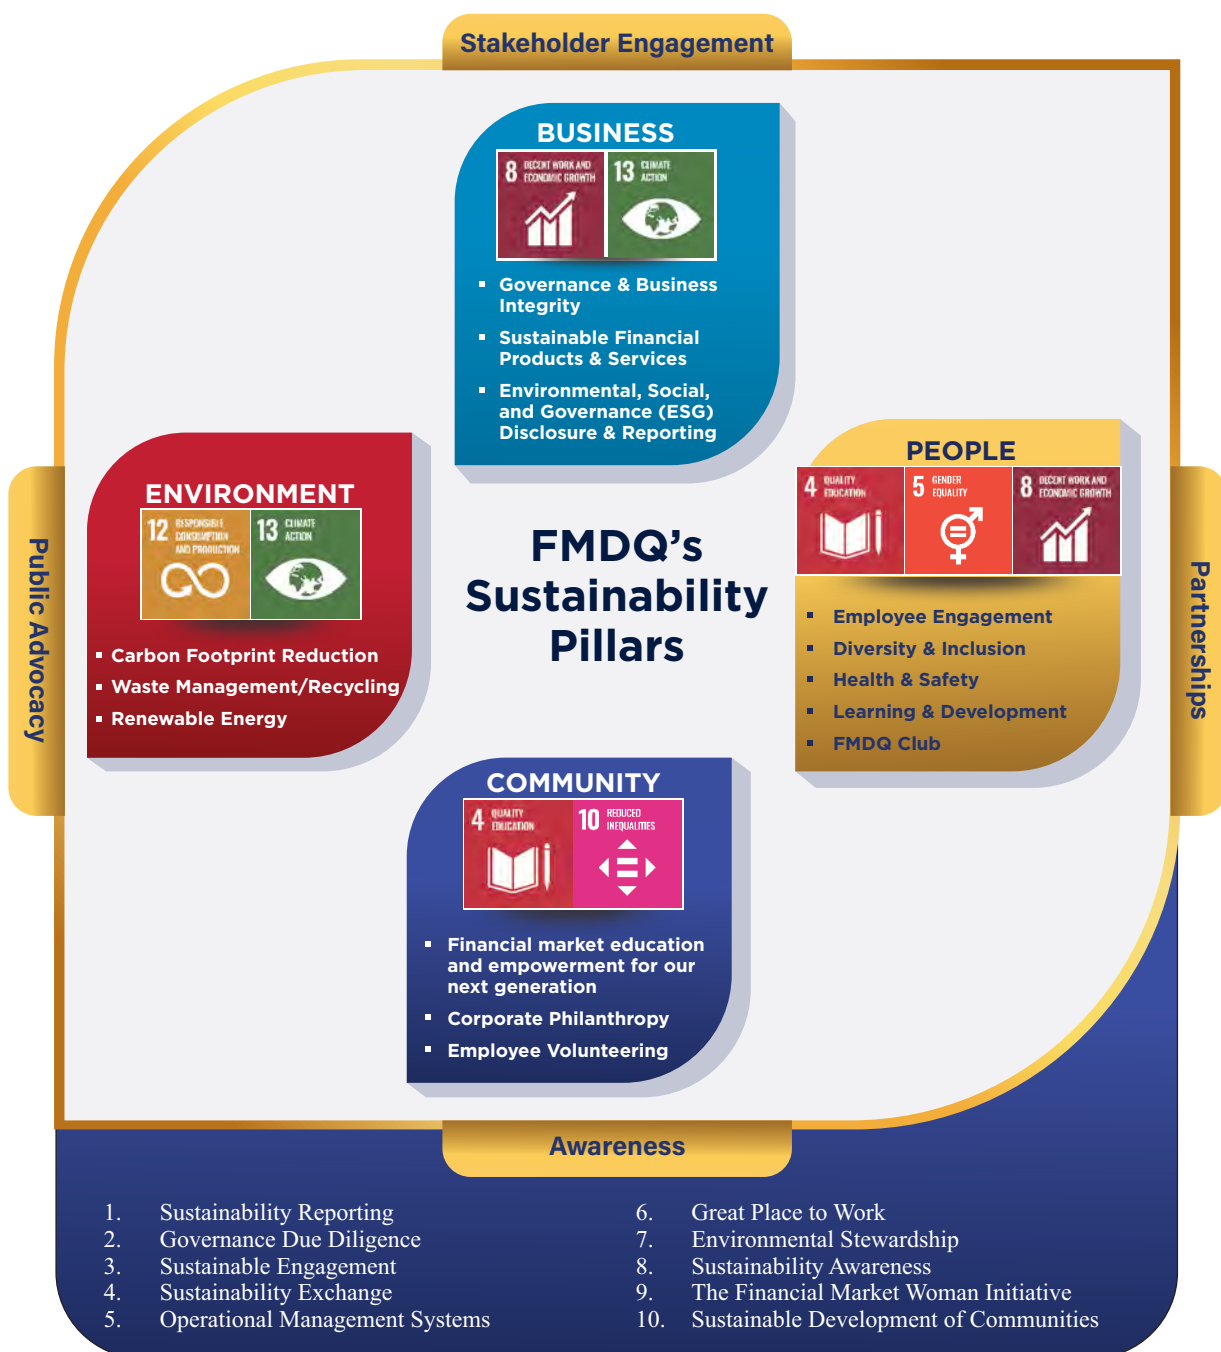 Stakeholder Engagement
BUSINESS
8 DECENT WORK AND
ECONOMIC GROWTH
13 CLIMATE
ACTION
▪ Governance & Business
Integrity
▪ Sustainable Financial
Products & Services
▪ Environmental, Social,
and Governance (ESG)
Disclosure & Reporting
ENVIRONMENT
12 RESPONSIBLE
CONSUMPTION
AND PRODUCTION
13 CLIMATE
ACTION
▪ Carbon Footprint Reduction
▪ Waste Management/Recycling
▪ Renewable Energy
Public Advocacy
FMDQ's
Sustainability
Pillars
PEOPLE
4 QUALITY
EDUCATION
5 GENDER
EQUALITY
8 DECENT WORK AND
ECONOMIC GROWTH
▪ Employee Engagement
▪ Diversity & Inclusion
▪ Health & Safety
▪ Learning & Development
▪ FMDQ Club
Partnerships
COMMUNITY
4 QUALITY
EDUCATION
10 REDUCED
INEQUALITIES
▪ Financial market education
and empowerment for our
next generation
▪ Corporate Philanthropy
▪ Employee Volunteering
Awareness
1. Sustainability Reporting
2. Governance Due Diligence
3. Sustainable Engagement
4. Sustainability Exchange
5. Operational Management Systems
6. Great Place to Work
7. Environmental Stewardship
8. Sustainability Awareness
9. The Financial Market Woman Initiative
10. Sustainable Development of Communities